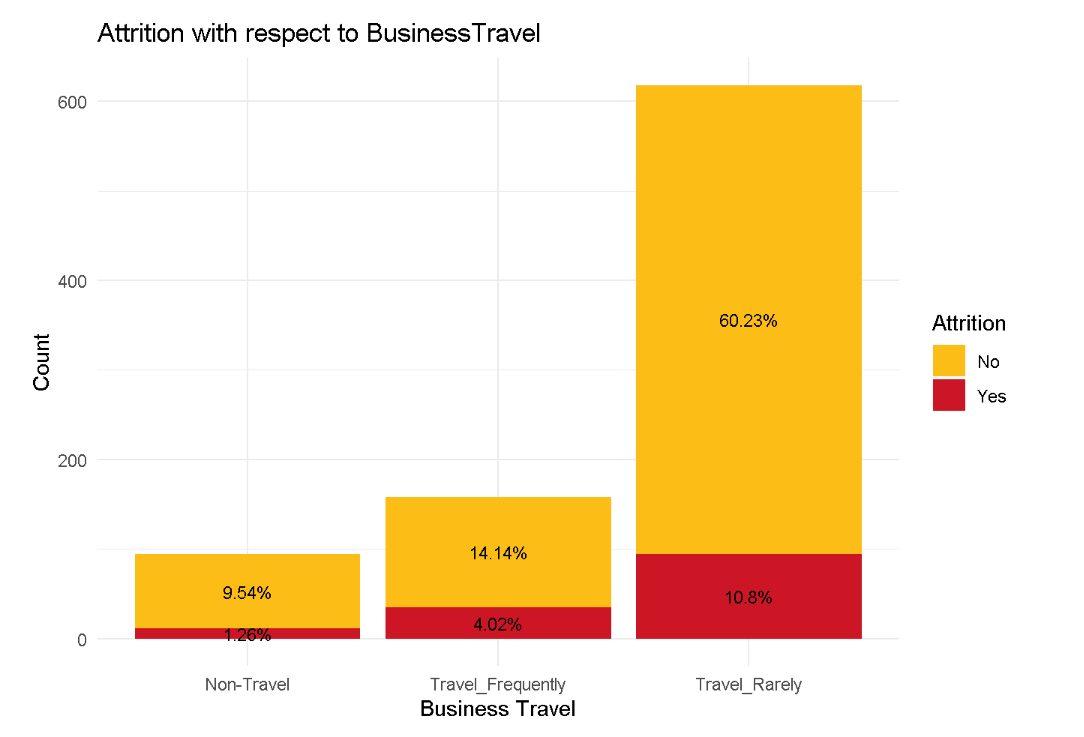 Attrition with respect to BusinessTravel
600
400
200
0
Count
60.23%
14.14%
9.54%
10.8%
4.02%
1.26%
Non-Travel
Travel_Frequently
Travel_Rarely
Business Travel
Attrition
No
Yes